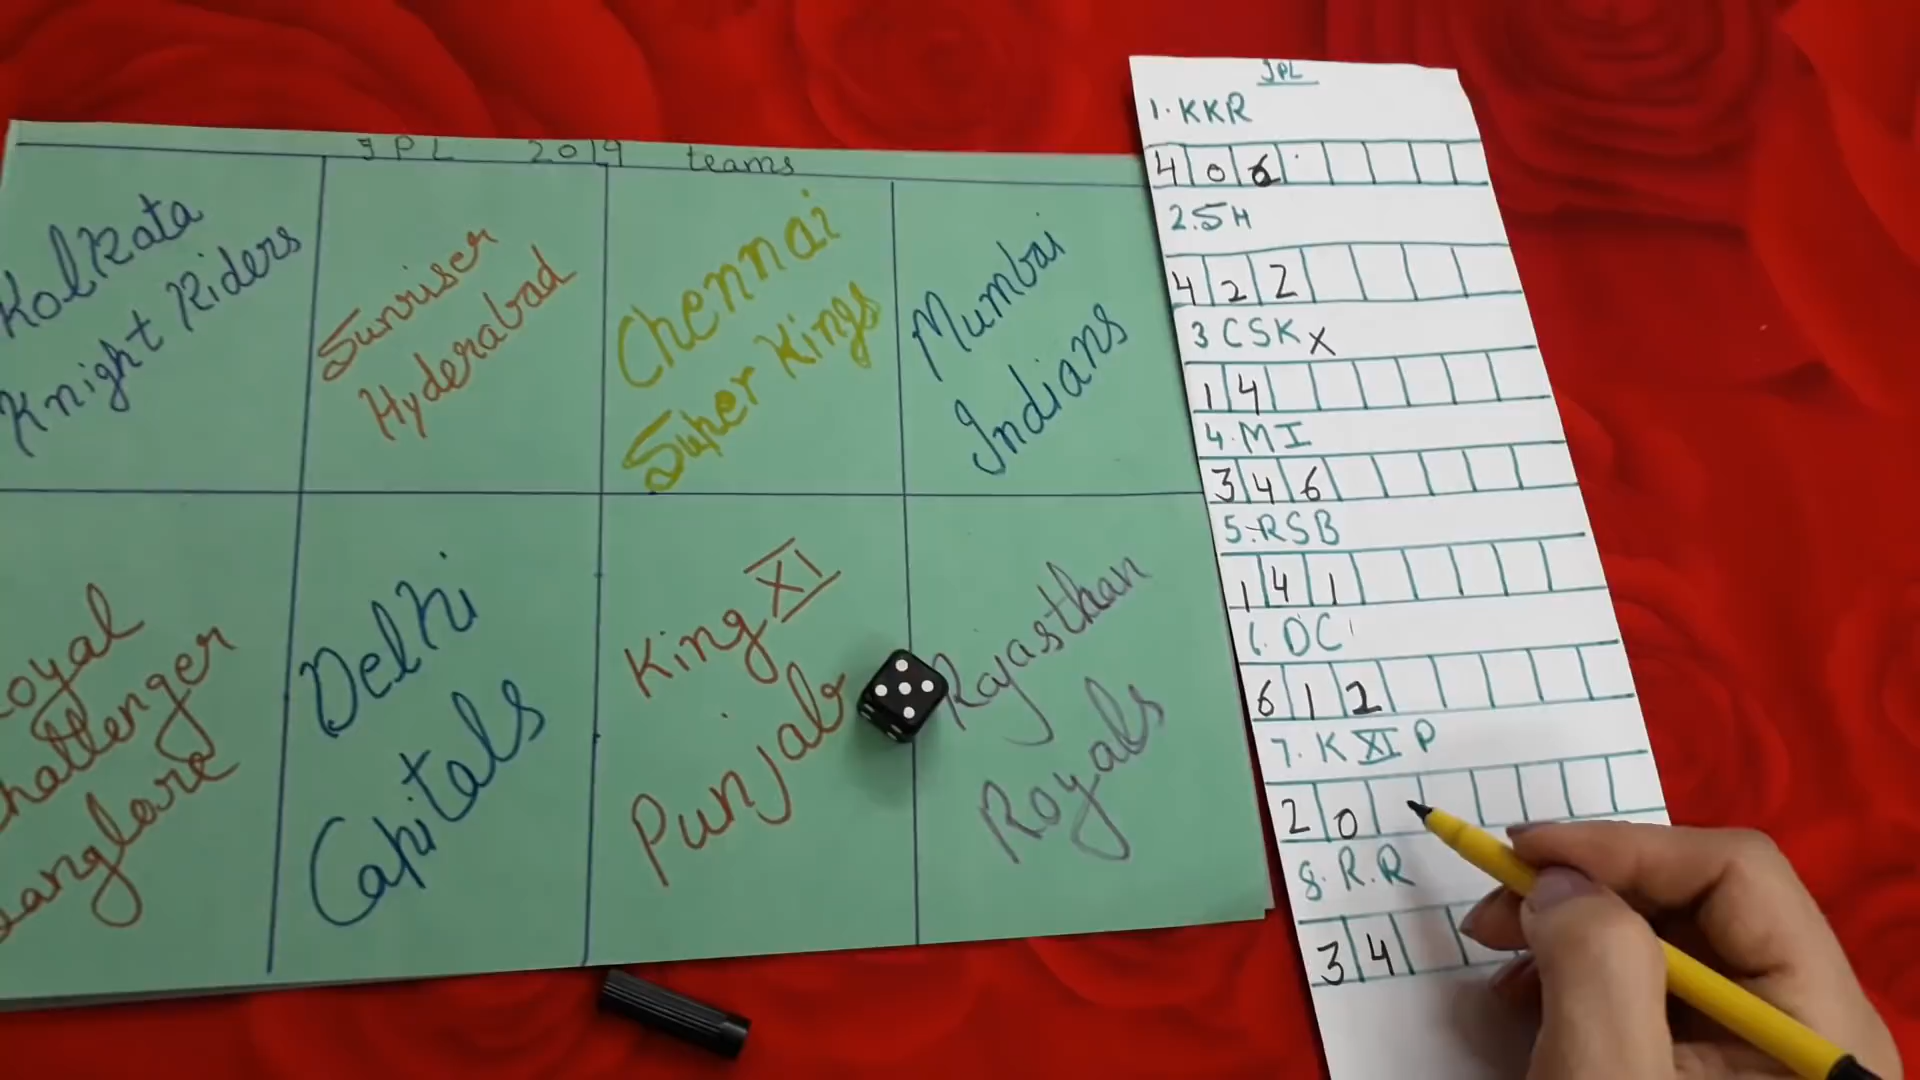 IPL 2019 teams
Kolkata
Knight Riders
Sunriser
Hyderabad
Chennai
Super Kings
Mumbai
Indians
Delhi
Capitals
King XI
Punjab
Rajasthan
Royals
IPL
1. KKR
4 0 6
2. SH
4 2 2
3 CSK X
1 4
4. MI
3 4 6
5. RSB
1 4 1
6. DC
6 1 2
7. K XI P
2 0
8. R.R
3 4